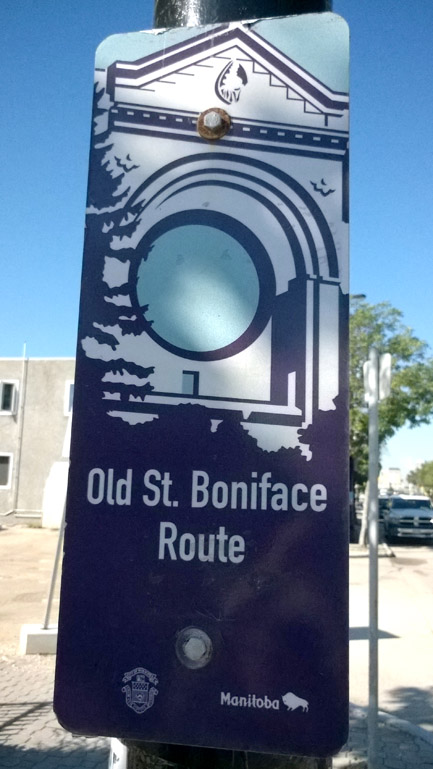 Old St. Boniface
Route
Manitoba